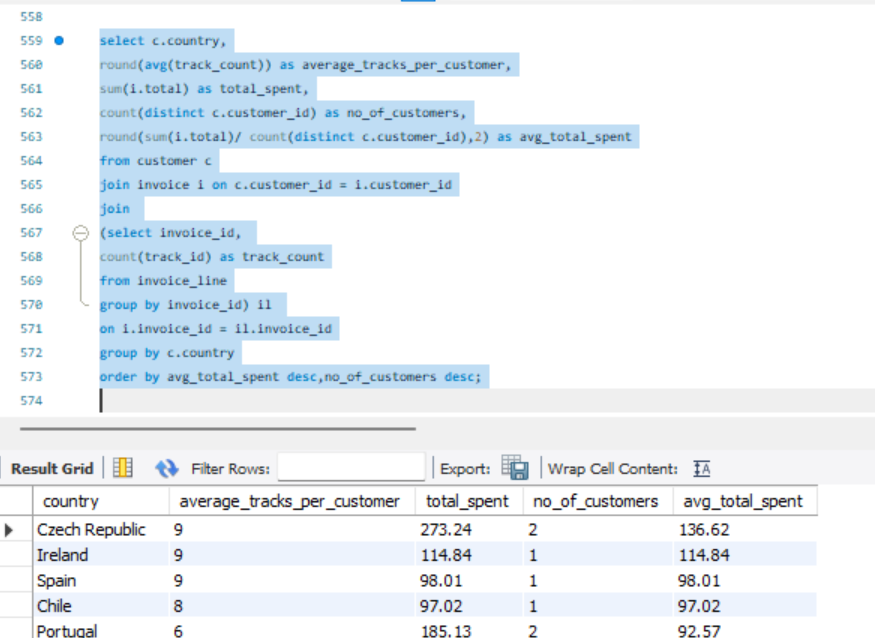 558
559 select c.country,
560 round(avg(track_count)) as average_tracks_per_customer,
561 sum(i.total) as total_spent,
562 count(distinct c.customer_id) as no_of_customers,
563 round(sum(i.total)/ count(distinct c.customer_id),2) as avg_total_spent
564 from customer c
565 join invoice i on c.customer_id = i.customer_id
566 join
567 (select invoice_id,
568 count(track_id) as track_count
569 from invoice_line
570 group by invoice_id) il
571 on i.invoice_id = il.invoice_id
572 group by c.country
573 order by avg_total_spent desc,no_of_customers desc;
574
Result Grid Filter Rows: Export: Wrap Cell Content: IA
country average_tracks_per_customer total_spent no_of_customers avg_total_spent
Czech Republic 9 273.24 2 136.62
Ireland 9 114.84 1 114.84
Spain 9 98.01 1 98.01
Chile 8 97.02 1 97.02
Portugal 6 185.13 2 92.57